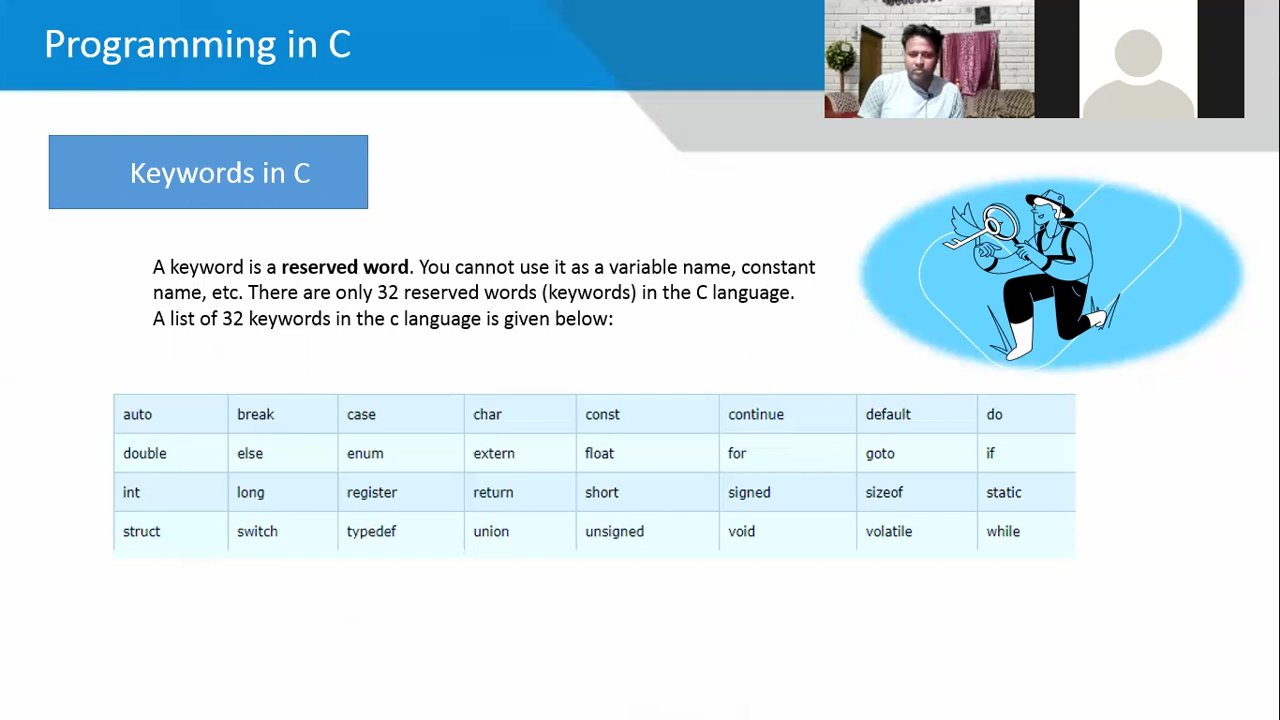 Programming in C
Keywords in C
A keyword is a reserved word. You cannot use it as a variable name, constant
name, etc. There are only 32 reserved words (keywords) in the C language.
A list of 32 keywords in the c language is given below:
auto break case char const continue default do
double else enum extern float for goto if
int long register return short signed sizeof static
struct switch typedef union unsigned void volatile while